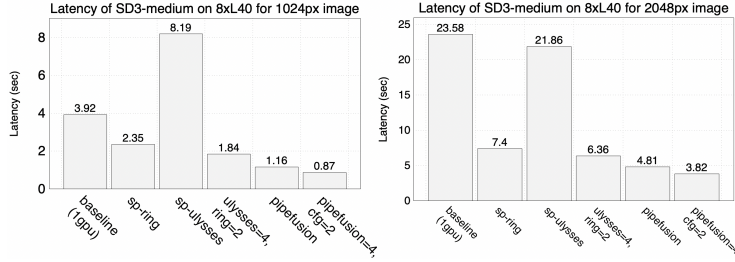 Latency of SD3-medium on 8xL40 for 1024px image
Latency (sec)
8
6
4
2
0
3.92
2.35
8.19
1.84
1.16
0.87
baseline
(1gpu)
sp-ring
sp-ulysses
ulysses=4,
ring=2
pipefusion
pipefusion=4,
cfg=2
Latency of SD3-medium on 8xL40 for 2048px image
Latency (sec)
25
20
15
10
5
0
23.58
7.4
21.86
6.36
4.81
3.82
baseline
(1gpu)
sp-ring
sp-ulysses
ulysses=4,
ring=2
pipefusion
pipefusion=4
cfg=2